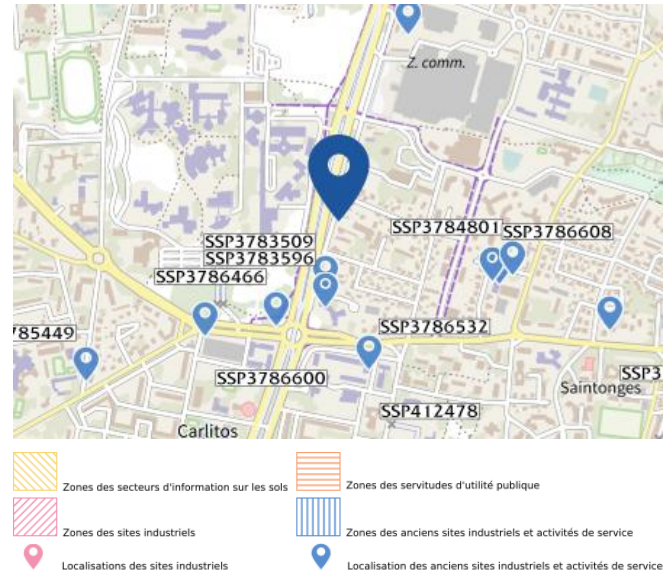 Z. comm.
SSP3784801
SSP3786608
SSP3783509
SSP3783596
SSP3786466
SSP3786532
3785449
SSP3786600
SSP3
Saintonges
SSP412478
Carlitos
Zones des secteurs d'information sur les sols
Zones des servitudes d'utilité publique
Zones des sites industriels
Zones des anciens sites industriels et activités de service
Localisations des sites industriels
Localisation des anciens sites industriels et activités de service